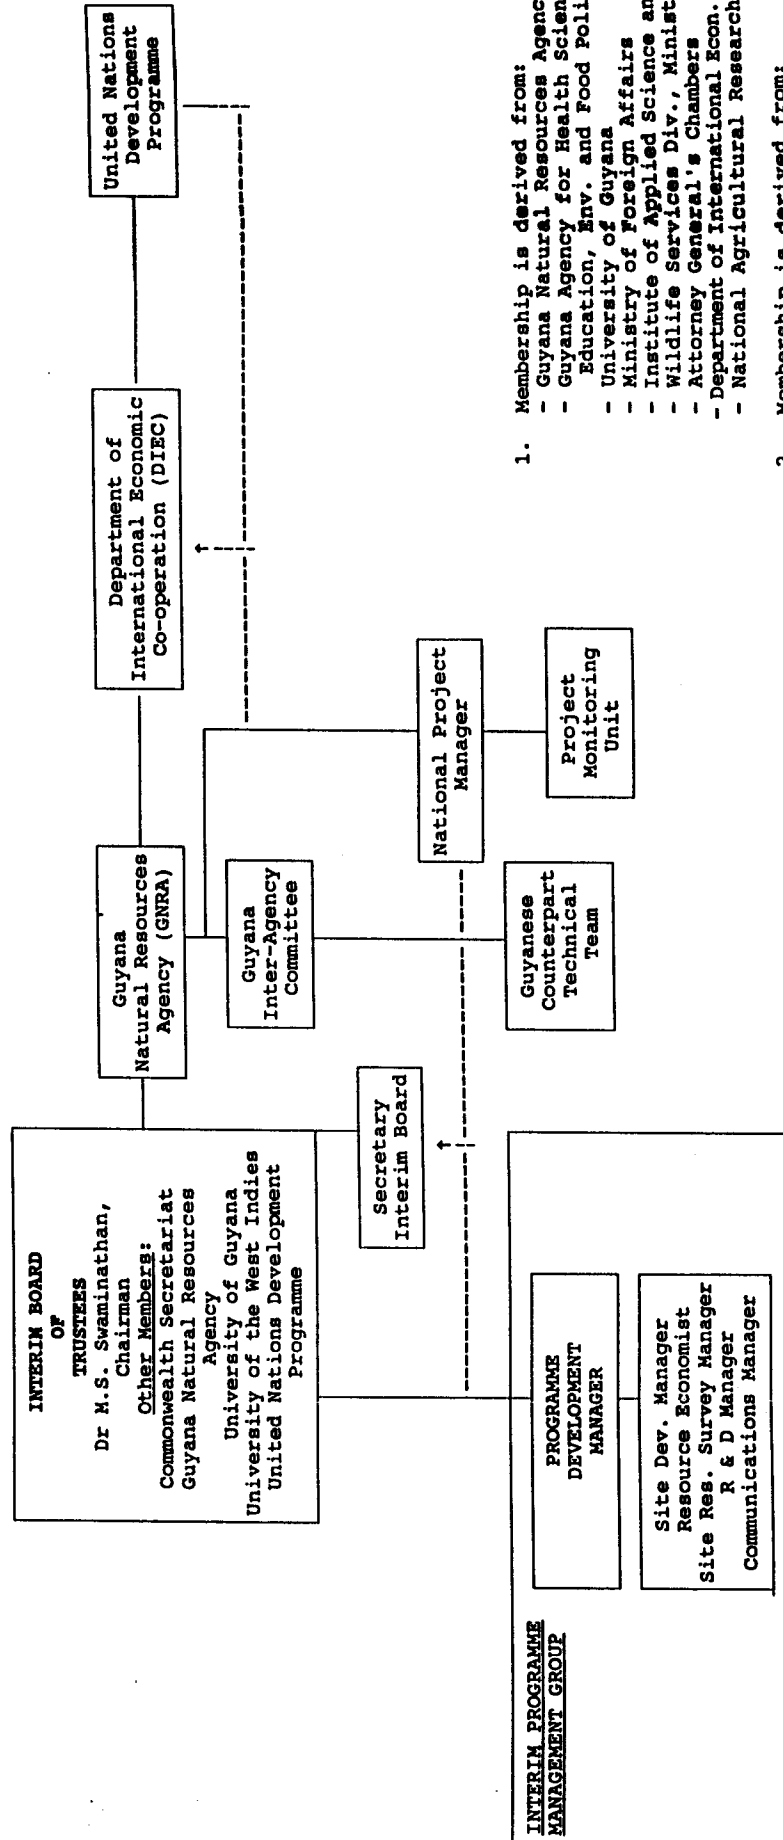 INTERIM BOARD
OF
TRUSTEES
Dr M.S. Swaminathan,
Chairman
Other Members:
Commonwealth Secretariat
Guyana Natural Resources
Agency
University of Guyana
University of the West Indies
United Nations Development
Programme
Guyana
Natural Resources
Agency (GNRA)
Department of
International Economic
Co-operation (DIEC)
United Nations
Development
Programme
Guyana
Inter-Agency
Committee
Secretary
Interim Board
National Project
Manager
Guyanese
Counterpart
Technical
Team
Project
Monitoring
Unit
INTERIM PROGRAMME
MANAGEMENT GROUP
PROGRAMME
DEVELOPMENT
MANAGER
Site Dev. Manager
Resource Economist
Site Res. Survey Manager
R & D Manager
Communications Manager
1. Membership is derived from:
- Guyana Natural Resources Agenc
- Guyana Agency for Health Scien
Education, Env. and Food Poli
- University of Guyana
- Ministry of Foreign Affairs
- Institute of Applied Science an
- Wildlife Services Div., Minist
- Attorney General's Chambers
- Department of International Econ.
- National Agricultural Research
2. Membership is derived from: